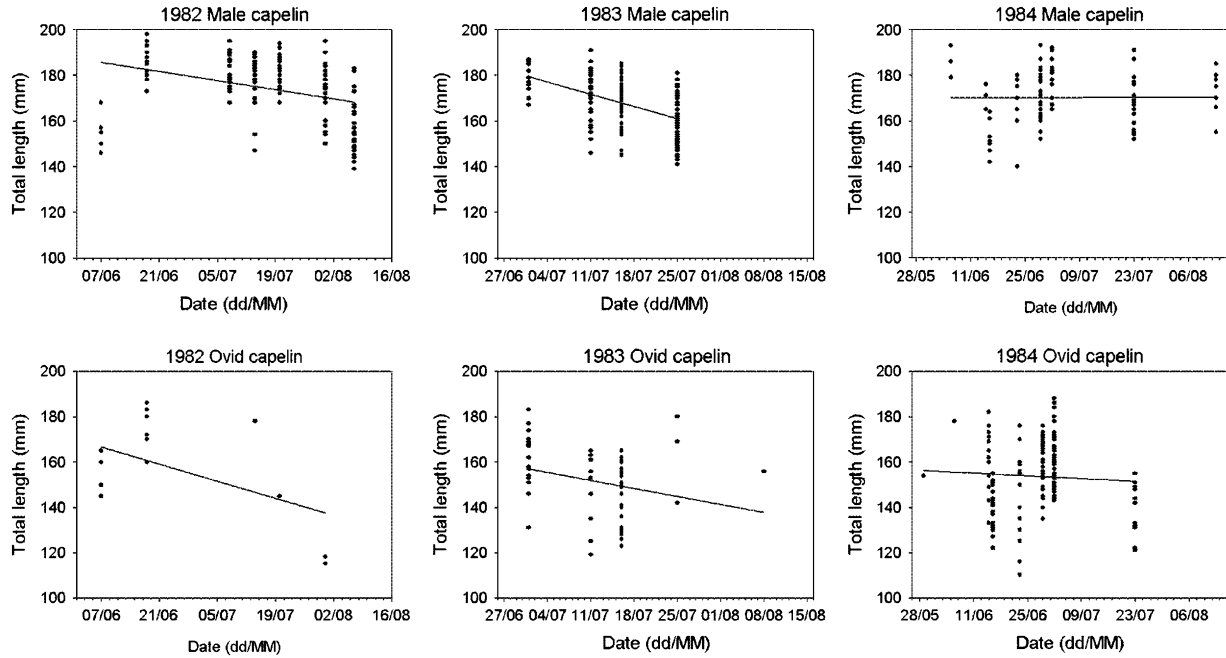 1982 Male capelin
200
180
160
140
120
100
Total length (mm)
07/06 21/06 05/07 19/07 02/08 16/08
Date (dd/MM)
1983 Male capelin
200
180
160
140
120
100
Total length (mm)
27/06 04/07 11/07 18/07 25/07 01/08 08/08 15/08
Date (dd/MM)
1984 Male capelin
200
180
160
140
120
100
Total length (mm)
28/05 11/06 25/06 09/07 23/07 06/08
Date (dd/MM)
1982 Ovid capelin
200
180
160
140
120
100
Total length (mm)
07/06 21/06 05/07 19/07 02/08 16/08
Date (dd/MM)
1983 Ovid capelin
200
180
160
140
120
100
Total length (mm)
27/06 04/07 11/07 18/07 25/07 01/08 08/08 15/08
Date (dd/MM)
1984 Ovid capelin
200
180
160
140
120
100
Total length (mm)
28/05 11/06 25/06 09/07 23/07 06/08
Date (dd/MM)